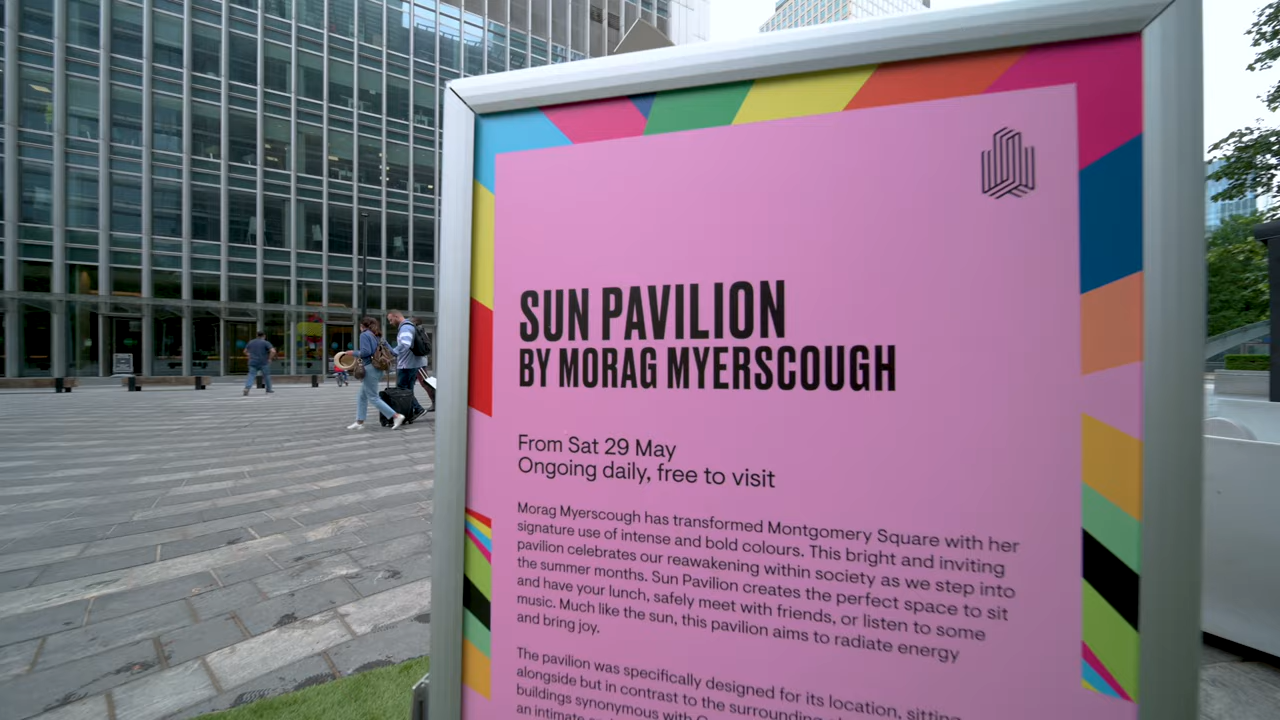 SUN PAVILION
BY MORAG MYERSCOUGH
From Sat 29 May
Ongoing daily, free to visit
Morag Myerscough has transformed Montgomery Square with her
signature use of intense and bold colours. This bright and inviting
pavilion celebrates our reawakening within society as we step into
the summer months. Sun Pavilion creates the perfect space to sit
and have your lunch, safely meet with friends, or listen to some
music. Much like the sun, this pavilion aims to radiate energy
and bring joy.
The pavilion was specifically designed for its location, sitting
alongside but in contrast to the surrounding
buildings synonymous with
an intimate